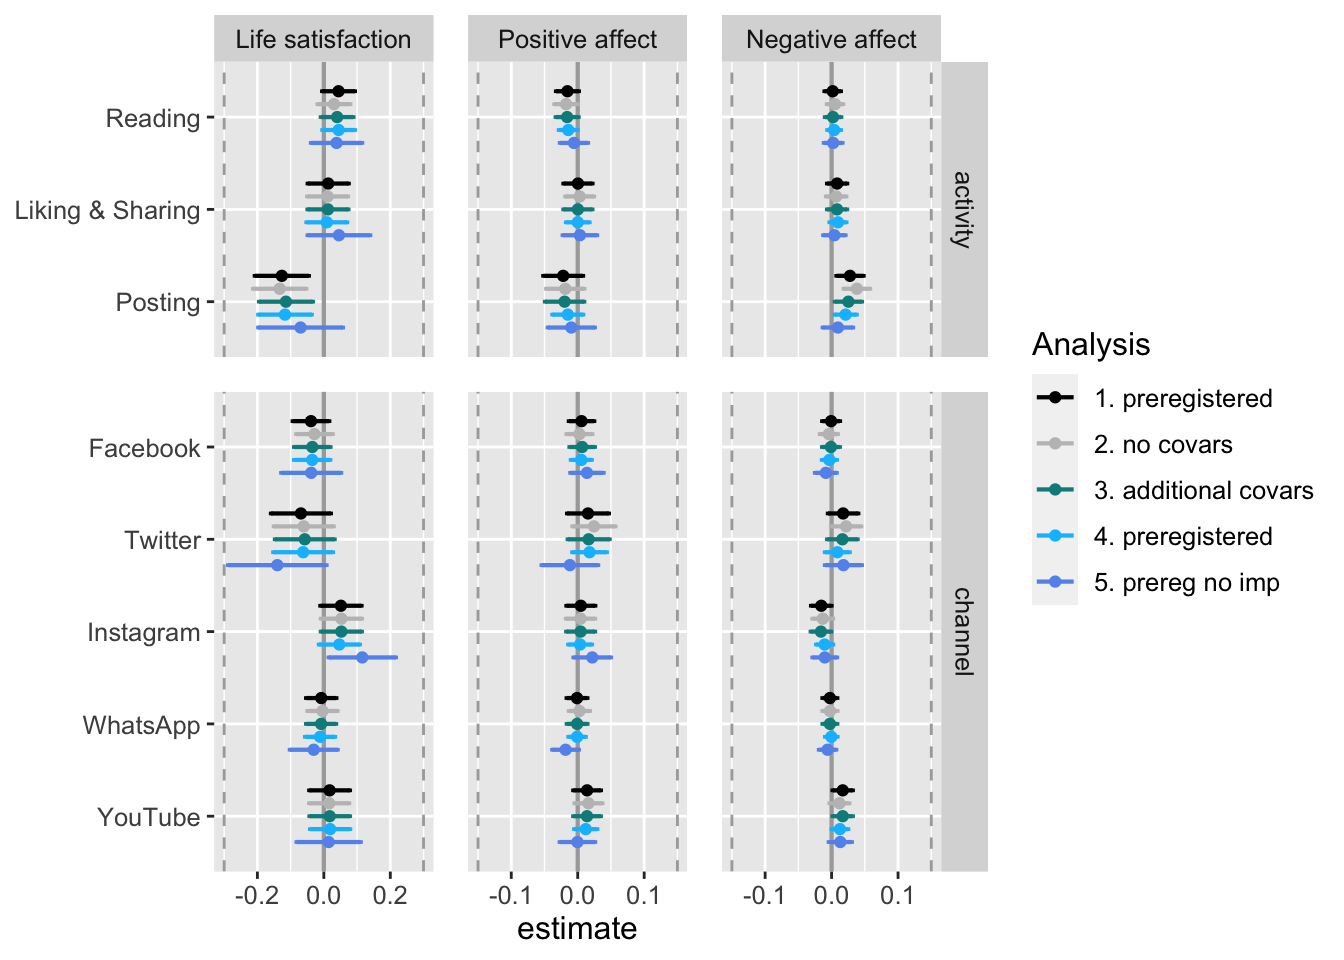 Life satisfaction
Positive affect
Negative affect
Reading
Liking & Sharing
Posting
activity
Facebook
Twitter
Instagram
WhatsApp
YouTube
channel
-0.2 0.0 0.2
-0.1 0.0 0.1
-0.1 0.0 0.1
estimate
Analysis
1. preregistered
2. no covars
3. additional covars
4. preregistered
5. prereg no imp